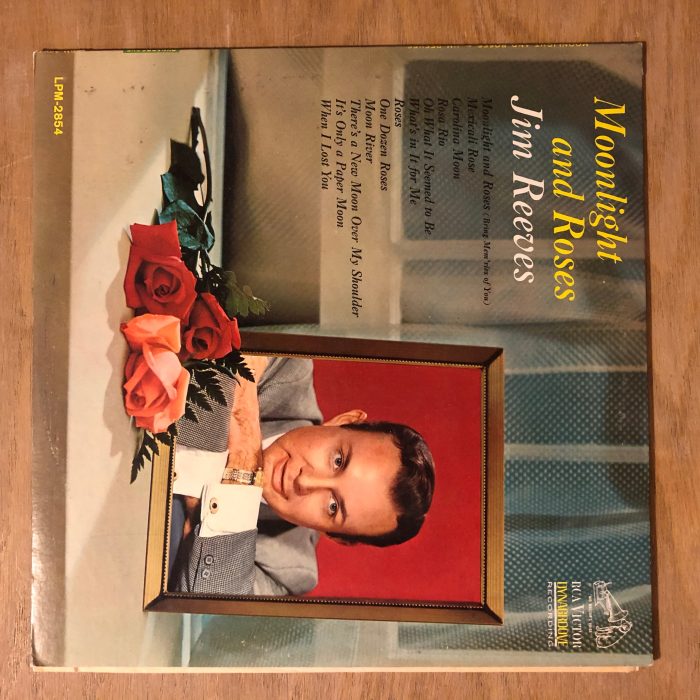 Moonlight
and Roses
Jim Reeves
Moonlight and Roses (Bring Mem'ries of You)
Mexicali Rose
Carolina Moon
Rosa Rio
Oh What It Seemed to Be
What's in It for Me
Roses
One Dozen Roses
Moon River
There's a New Moon Over My Shoulder
It's Only a Paper Moon
When I Lost You
RCA VICTOR
DYNAGROOVE
RECORDING
LPM-2854